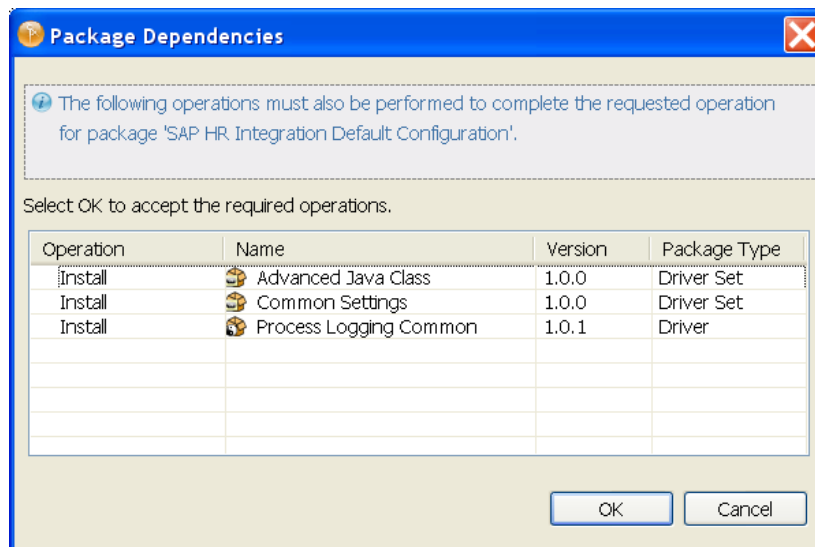 Package Dependencies
The following operations must also be performed to complete the requested operation
for package 'SAP HR Integration Default Configuration'.
Select OK to accept the required operations.
Operation Name Version Package Type
Install Advanced Java Class 1.0.0 Driver Set
Install Common Settings 1.0.0 Driver Set
Install Process Logging Common 1.0.1 Driver
OK Cancel